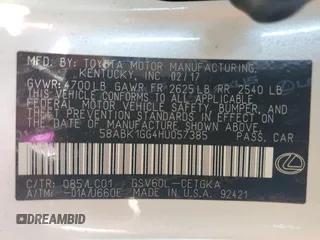 MFD. BY: TOYOTA MOTOR MANUFACTURING,
KENTUCKY, INC 02/17
GVWR: 4700LB GAWR FR 2625LB RR 2540 LB
THIS VEHICLE CONFORMS TO ALL APPLICABLE
FEDERAL MOTOR VEHICLE SAFETY, BUMPER, AND
THEFT PREVENTION STANDARDS IN EFFECT ON
THE DATE OF MANUFACTURE SHOWN ABOVE.
58ABK1GG4HU057385 PASS. CAR
C/TR: 085/LC01 GSV60L-CETGKA
A/TM: -01A/U660E MADE IN U.S.A. 92421
DREAMBID